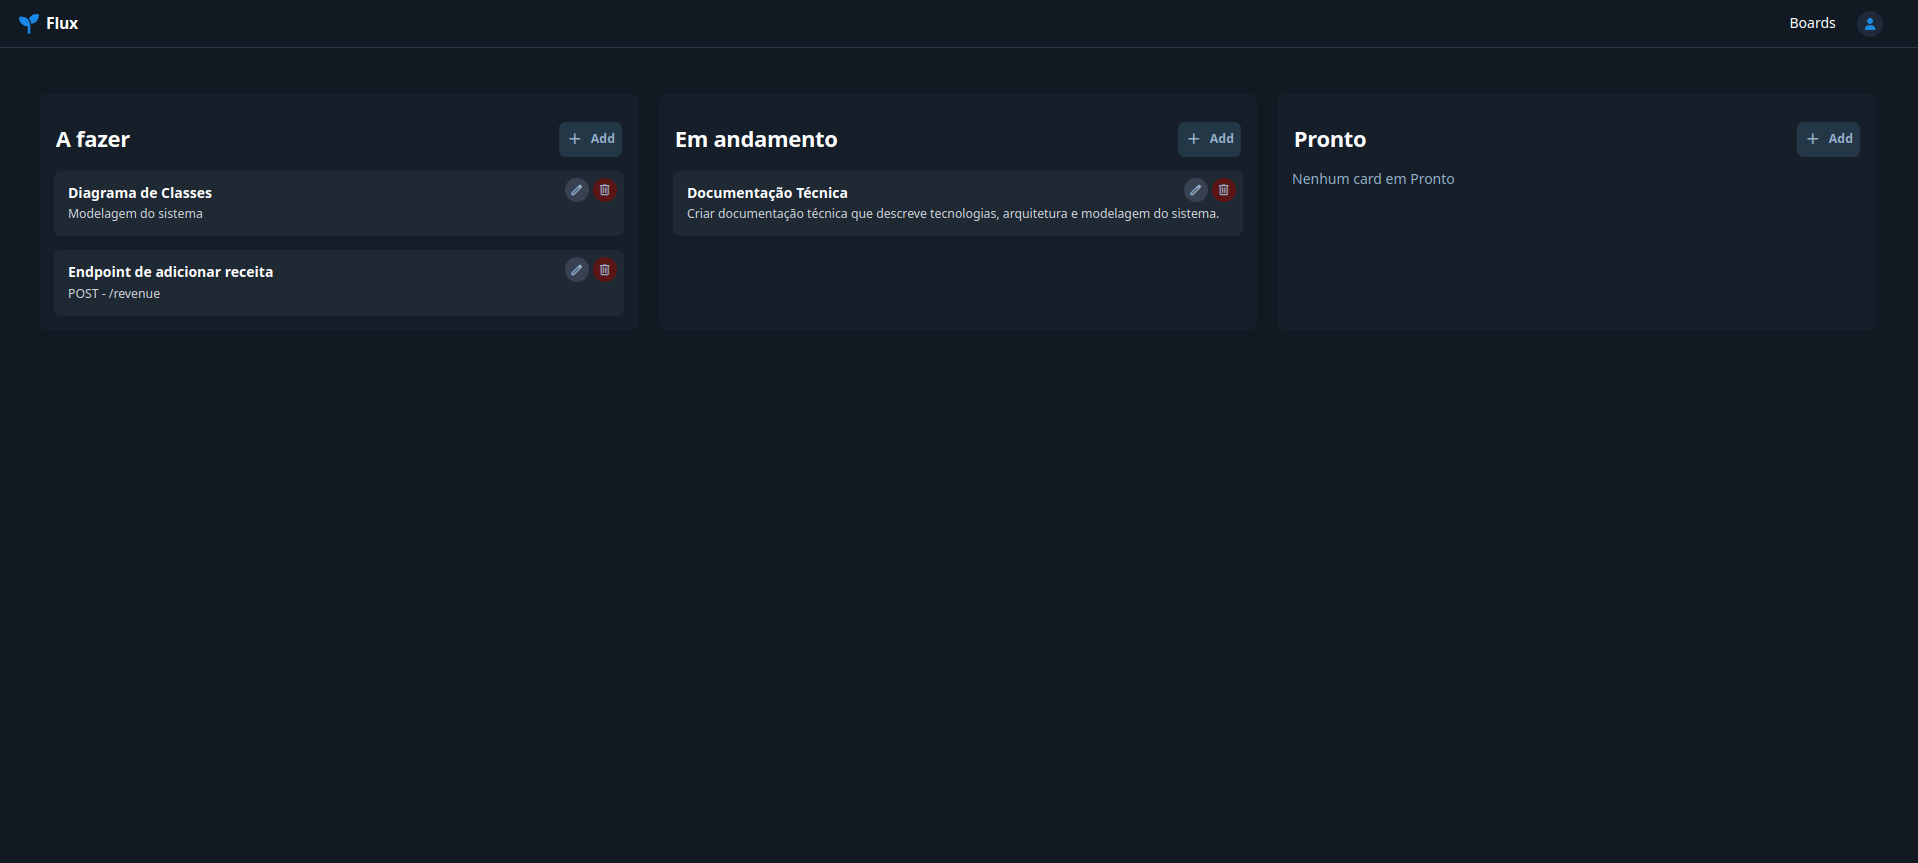 Flux
Boards
A fazer
Add
Diagrama de Classes
Modelagem do sistema
Endpoint de adicionar receita
POST - /revenue
Em andamento
Add
Documentação Técnica
Criar documentação técnica que descreve tecnologias, arquitetura e modelagem do sistema.
Pronto
Add
Nenhum card em Pronto